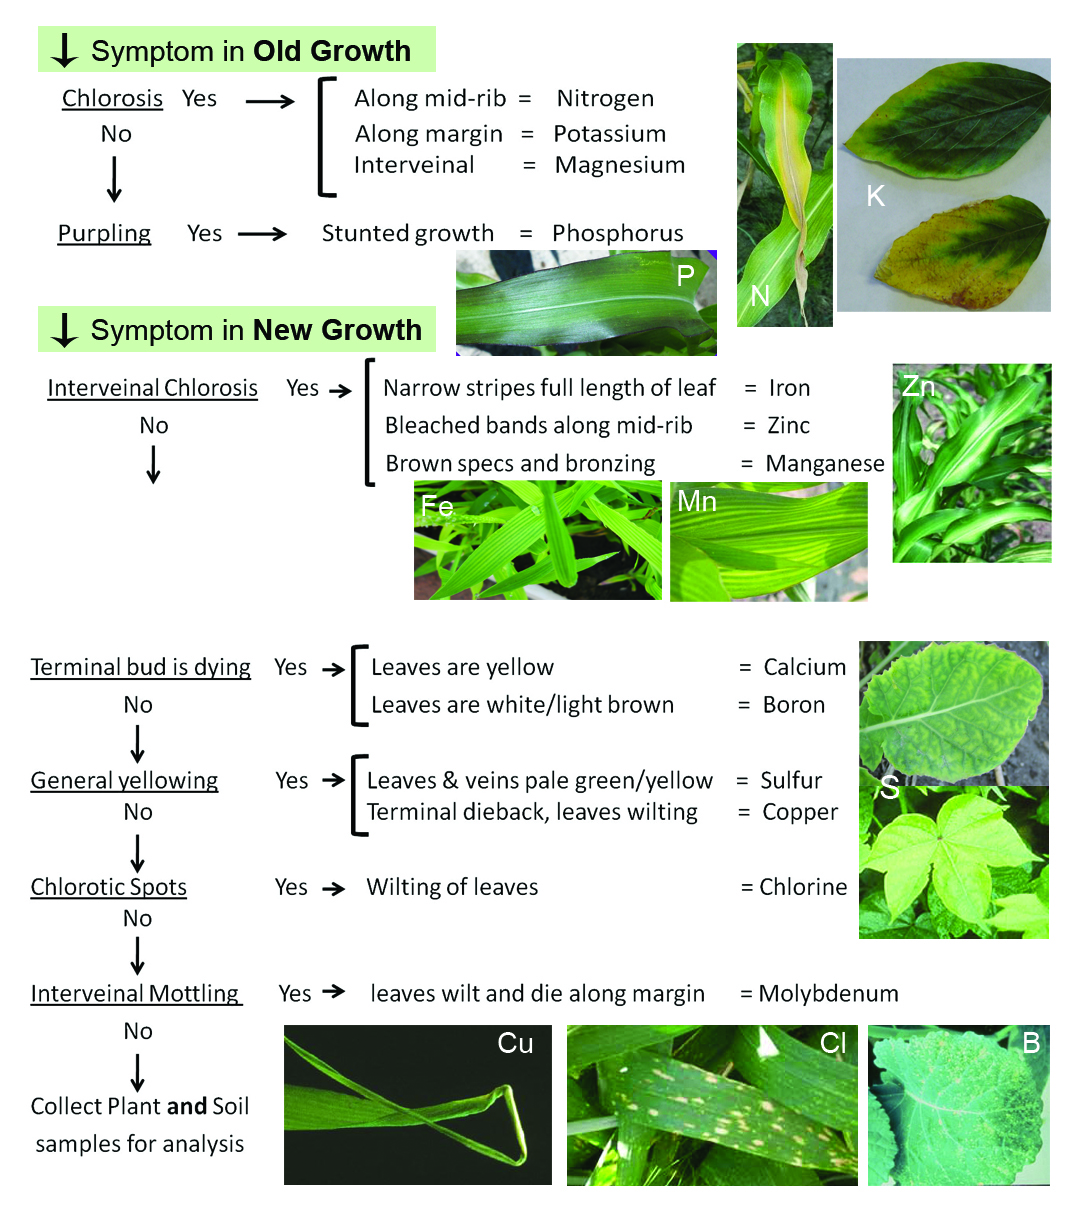 ↓ Symptom in Old Growth
Chlorosis Yes → Along mid-rib = Nitrogen
No Along margin = Potassium
Interveinal = Magnesium
Purpling Yes → Stunted growth = Phosphorus
N
K
P
↓ Symptom in New Growth
Interveinal Chlorosis Yes → Narrow stripes full length of leaf = Iron
No Bleached bands along mid-rib = Zinc
Brown specs and bronzing = Manganese
Zn
Fe
Mn
Terminal bud is dying Yes → Leaves are yellow = Calcium
No Leaves are white/light brown = Boron
General yellowing Yes → Leaves & veins pale green/yellow = Sulfur
No Terminal dieback, leaves wilting = Copper
S
Chlorotic Spots Yes → Wilting of leaves = Chlorine
No
Interveinal Mottling Yes → leaves wilt and die along margin = Molybdenum
No
Collect Plant and Soil
samples for analysis
Cu
Cl
B